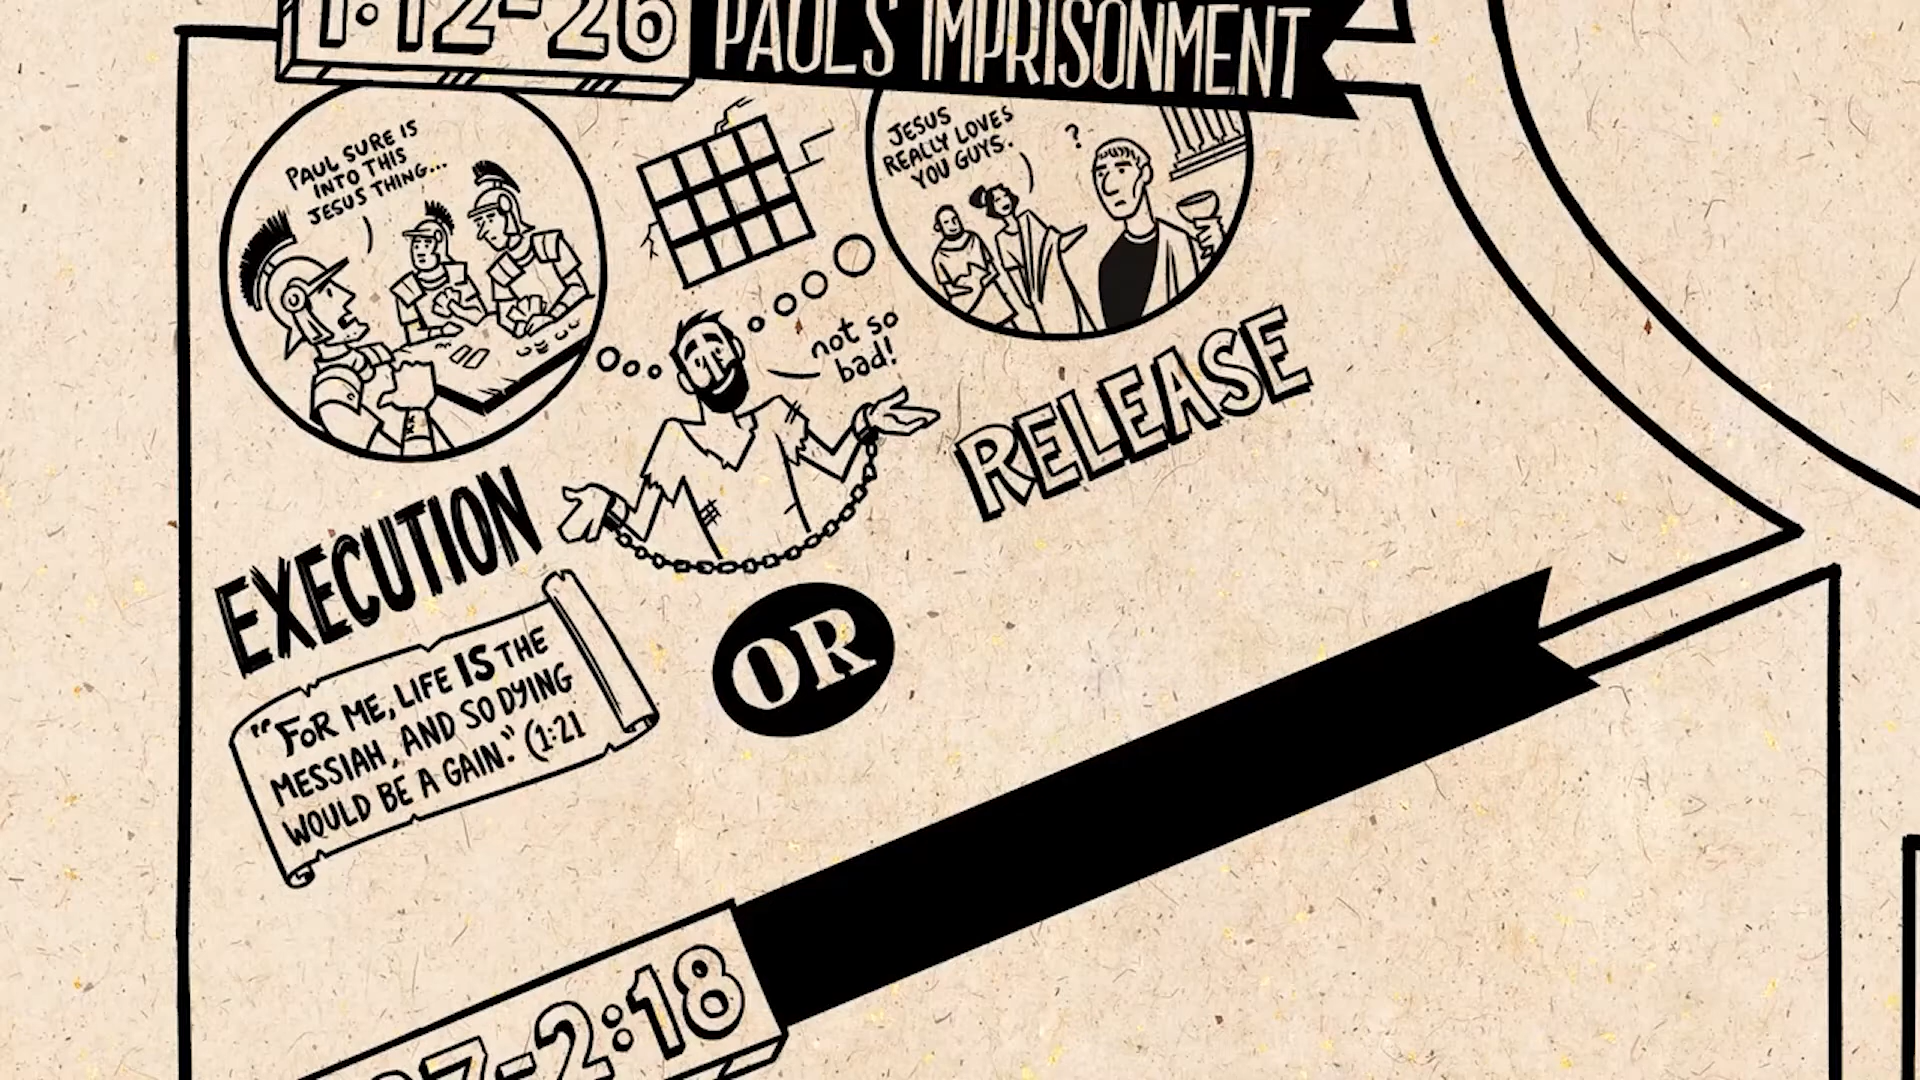 1:12-26
PAUL'S IMPRISONMENT
PAUL SURE IS
INTO THIS
JESUS THING...
JESUS
REALLY LOVES
YOU GUYS.
?
not so
bad!
RELEASE
EXECUTION
OR
"FOR ME, LIFE IS THE
MESSIAH, AND SO DYING
WOULD BE A GAIN." (1:21
27-2:18